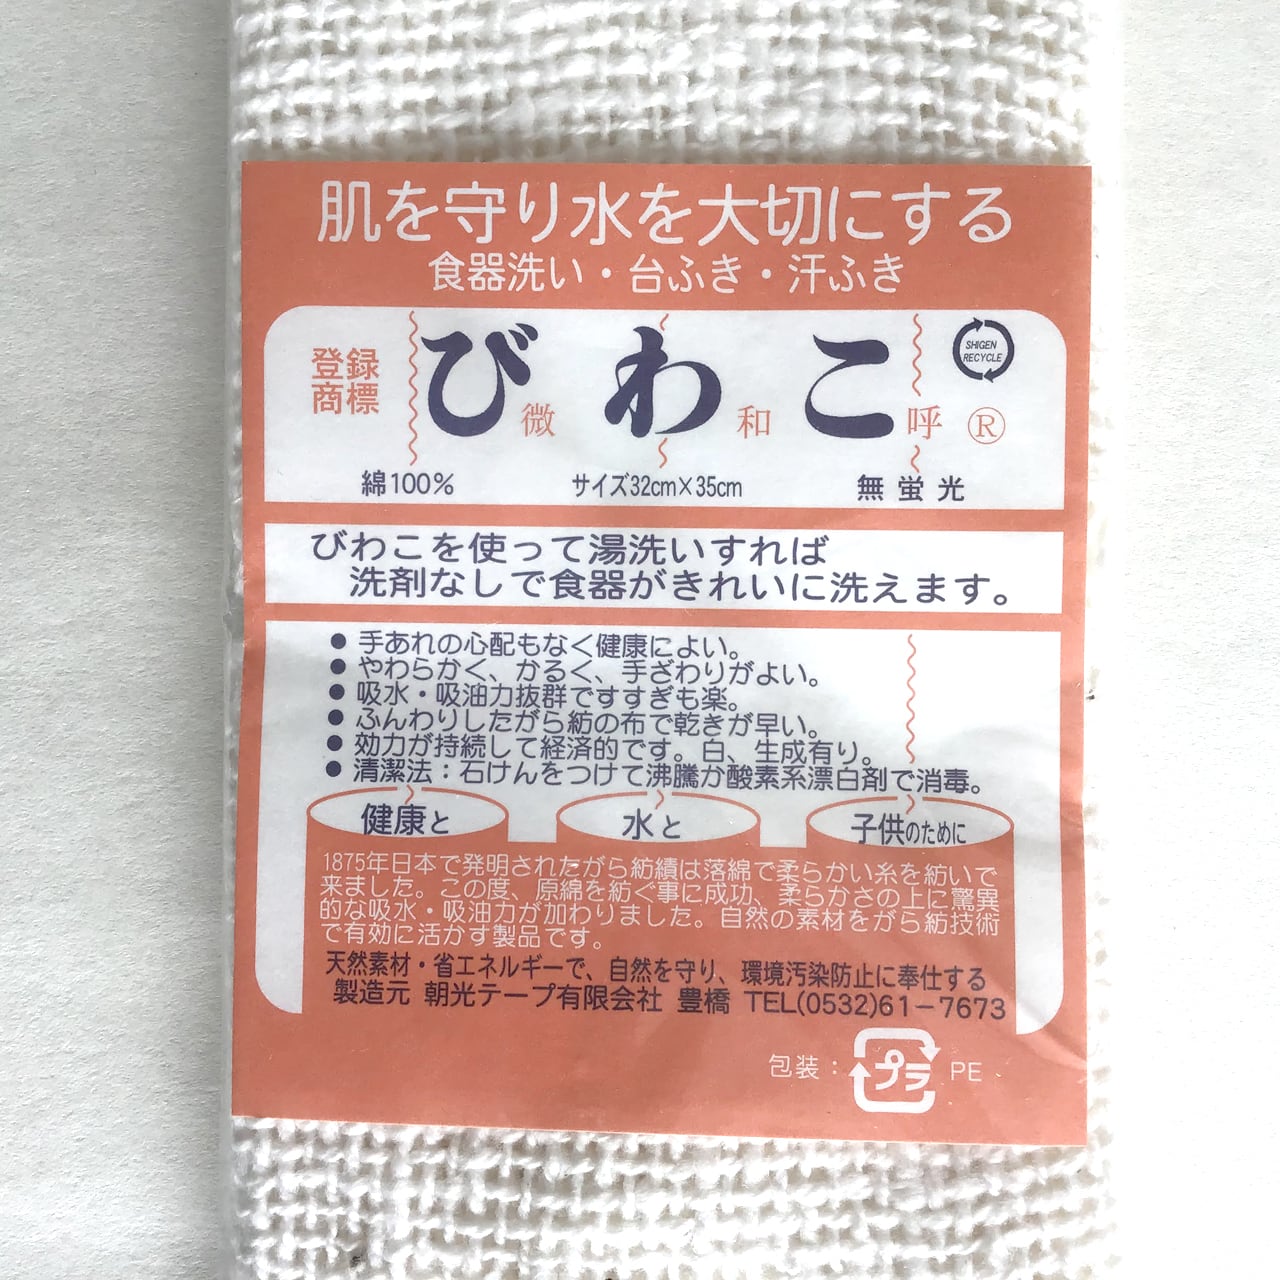 肌を守り水を大切にする
食器洗い・台ふき・汗ふき
登録
商標
びわこ
微 和 呼 ®
SHIGEN
RECYCLE
綿100% サイズ32cm×35cm 無蛍光
びわこを使って湯洗いすれば
洗剤なしで食器がきれいに洗えます。
● 手あれの心配もなく健康によい。
● やわらかく、かるく、手ざわりがよい。
● 吸水・吸油力抜群ですすぎも楽。
● ふんわりしたがら紡の布で乾きが早い。
● 効力が持続して経済的です。白、生成有り。
● 清潔法：石けんをつけて沸騰か酸素系漂白剤で消毒。
健康と 水と 子供のために
1875年日本で発明されたがら紡績は落綿で柔らかい糸を紡いで
来ました。この度、原綿を紡ぐ事に成功、柔らかさの上に驚異
的な吸水・吸油力が加わりました。自然の素材をがら紡技術
で有効に活かす製品です。
天然素材・省エネルギーで、自然を守り、環境汚染防止に奉仕する
製造元 朝光テープ有限会社 豊橋 TEL(0532)61-7673
包装： プラ PE